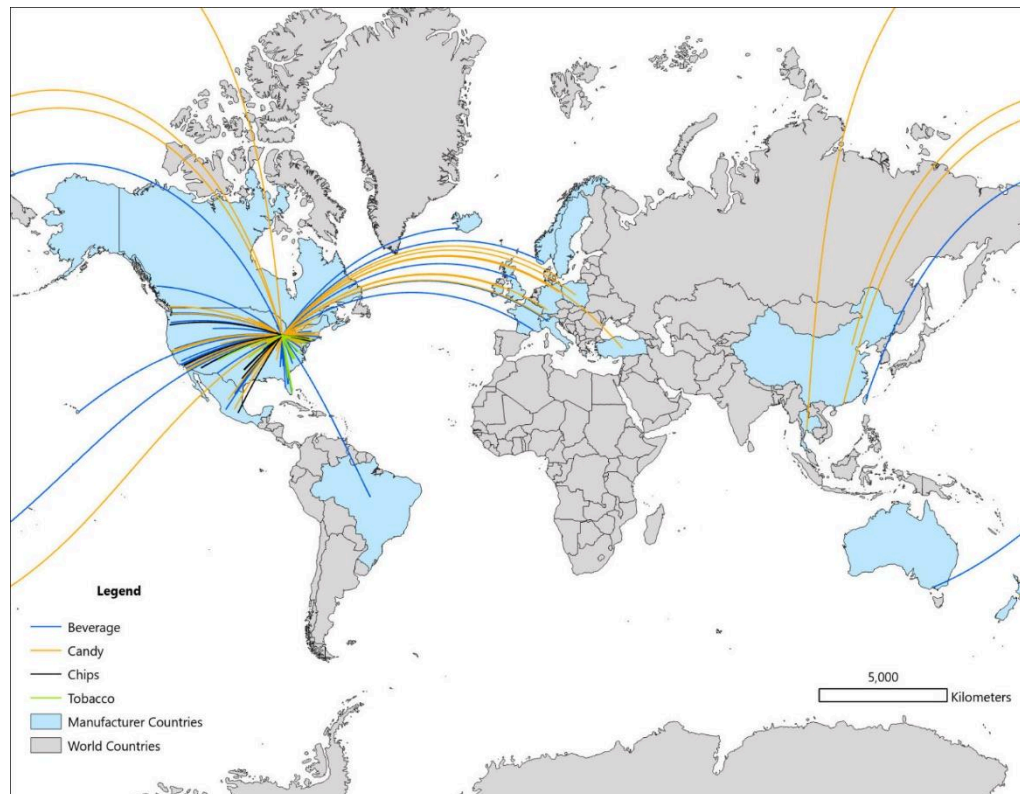 Legend
Beverage
Candy
Chips
Tobacco
Manufacturer Countries
World Countries
5,000
Kilometers